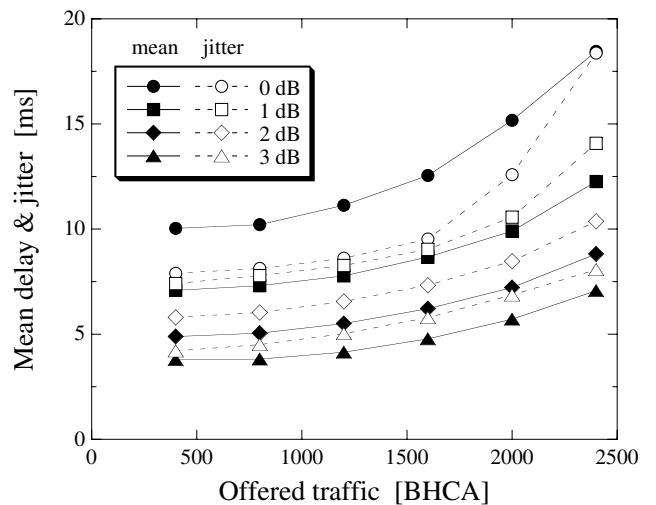 20
15
10
5
0
Mean delay & jitter [ms]
mean jitter
0 dB
1 dB
2 dB
3 dB
0 500 1000 1500 2000 2500
Offered traffic [BHCA]